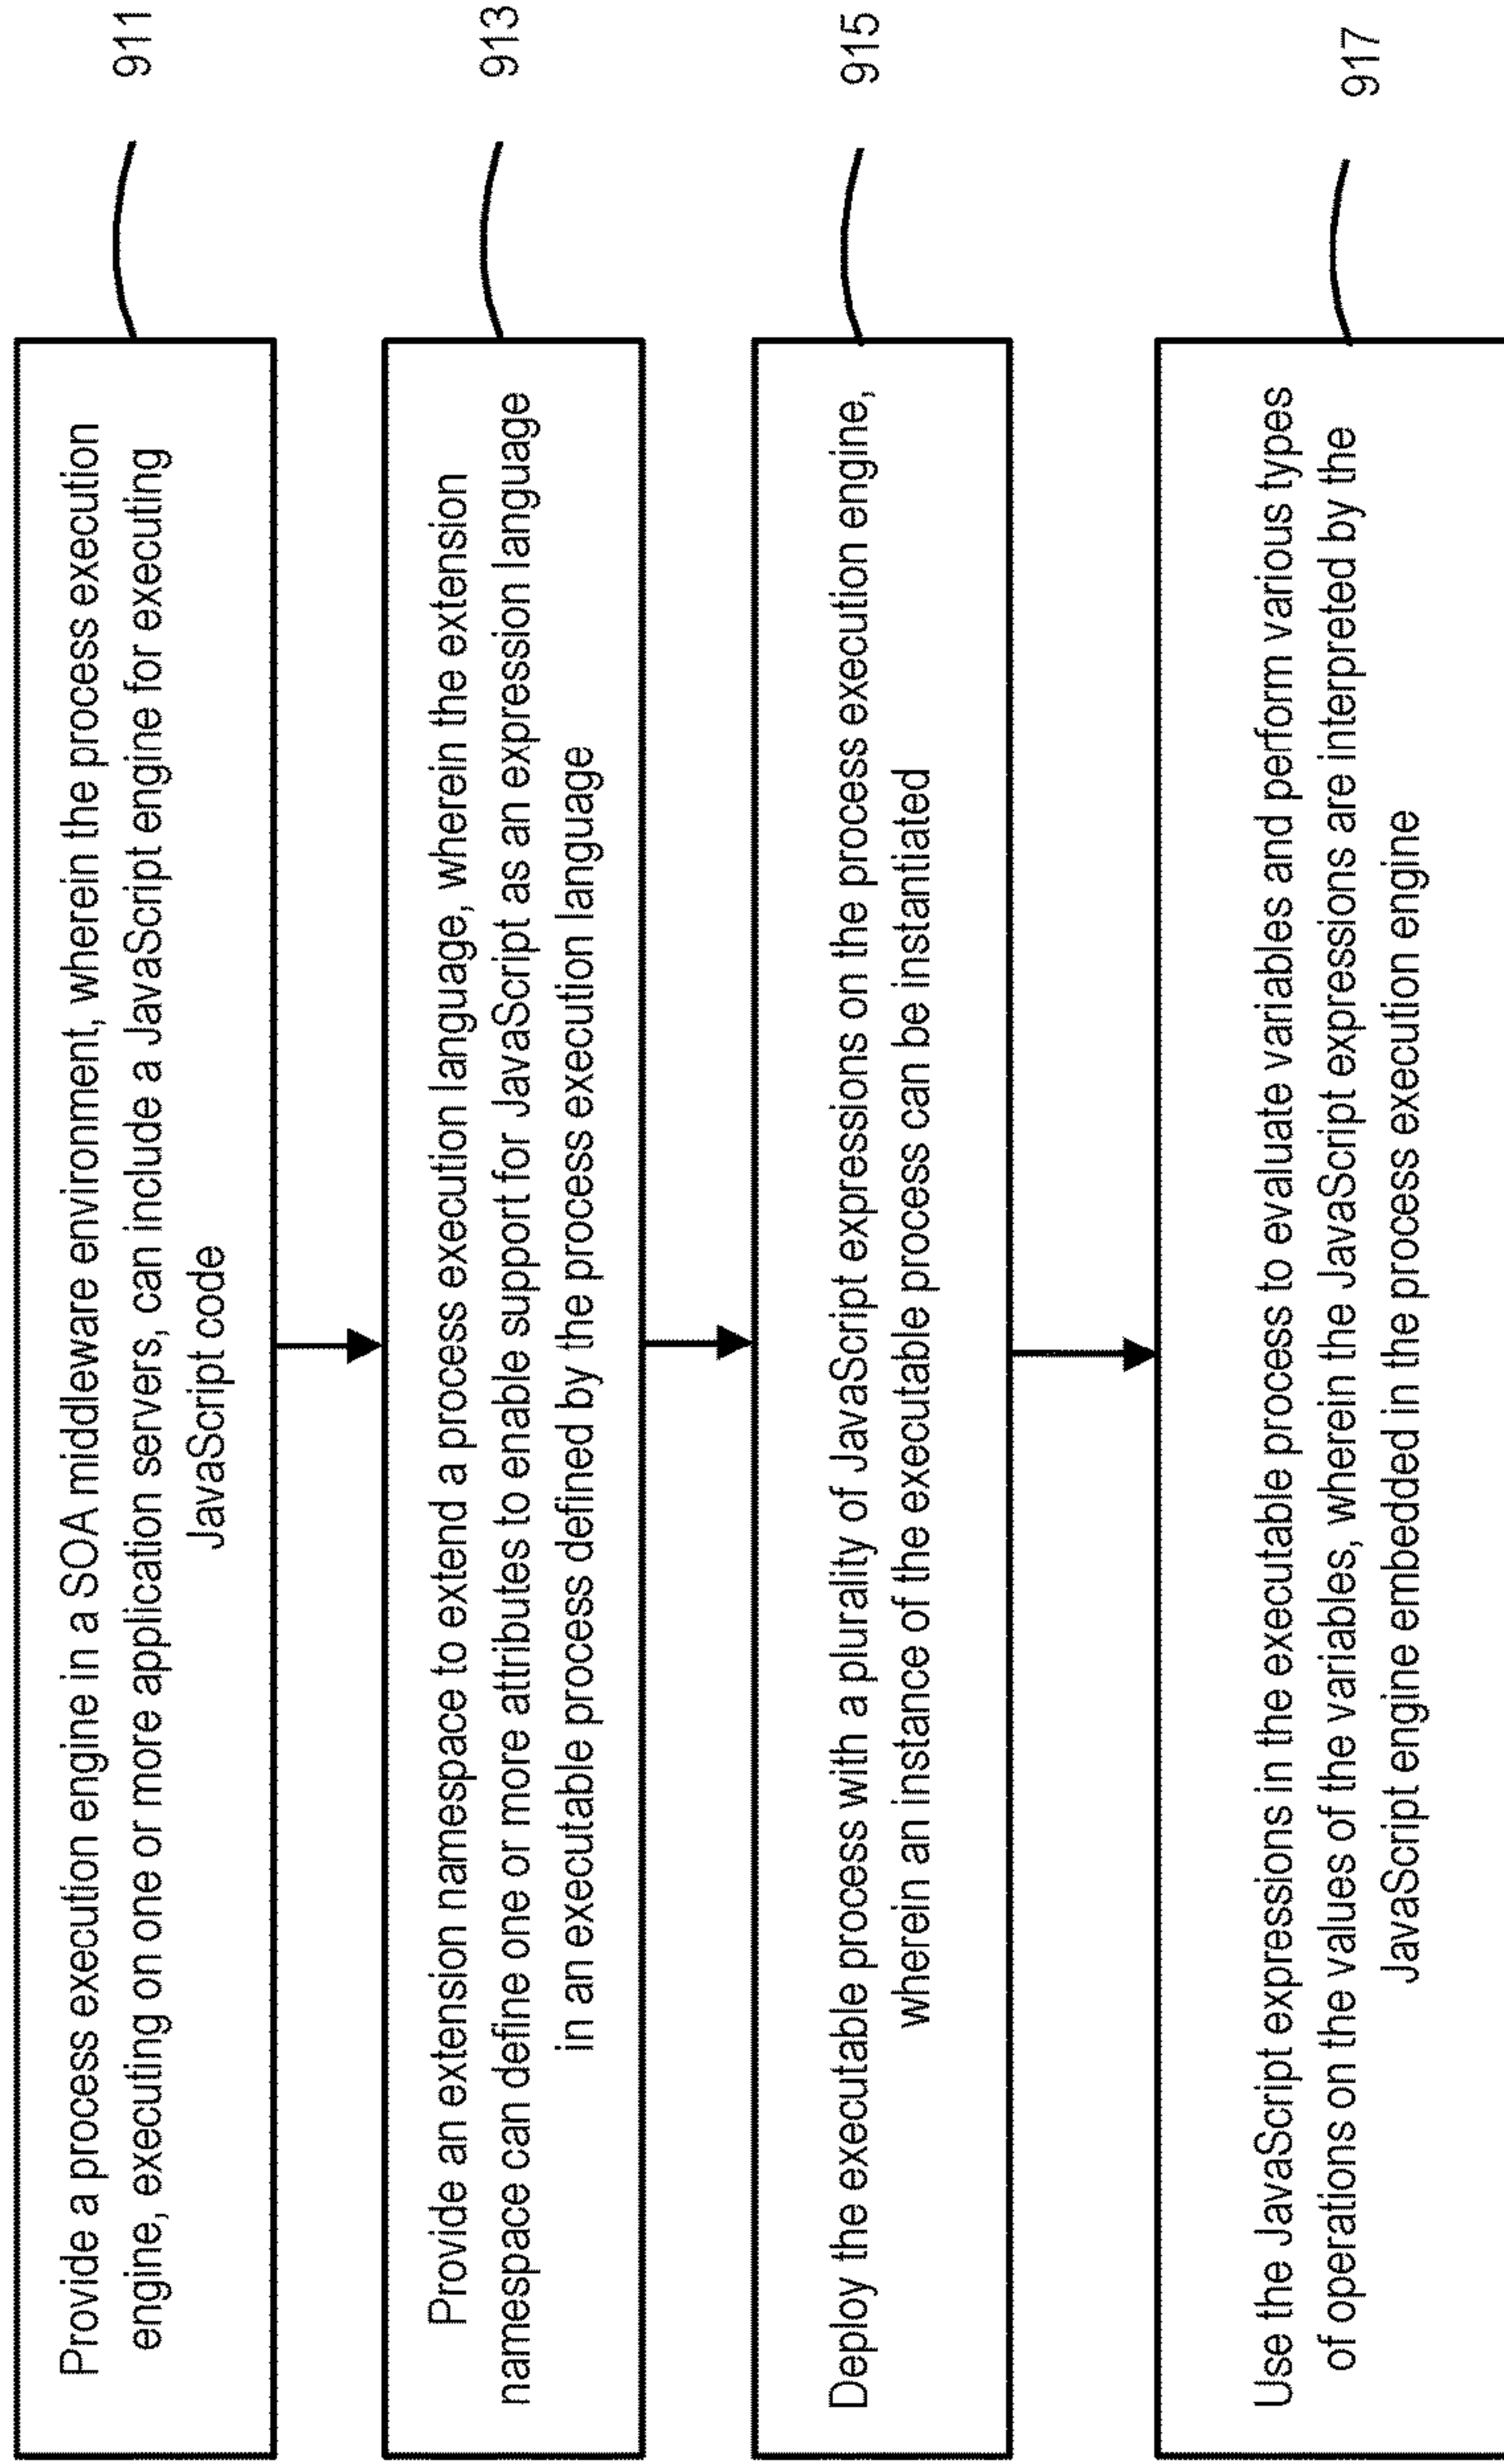 Provide a process execution engine in a SOA middleware environment, wherein the process execution
engine, executing on one or more application servers, can include a JavaScript engine for executing
JavaScript code
911
Provide an extension namespace to extend a process execution language, wherein the extension
namespace can define one or more attributes to enable support for JavaScript as an expression language
in an executable process defined by the process execution language
913
Deploy the executable process with a plurality of JavaScript expressions on the process execution engine,
wherein an instance of the executable process can be instantiated
915
Use the JavaScript expressions in the executable process to evaluate variables and perform various types
of operations on the values of the variables, wherein the JavaScript expressions are interpreted by the
JavaScript engine embedded in the process execution engine
917